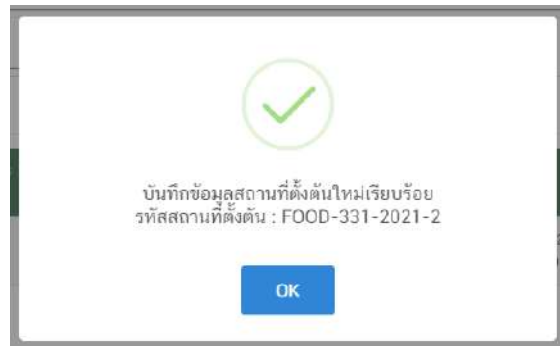 บันทึกข้อมูลสถานที่ตั้งต้นใหม่เรียบร้อย
รหัสสถานที่ตั้งต้น : FOOD-331-2021-2
OK